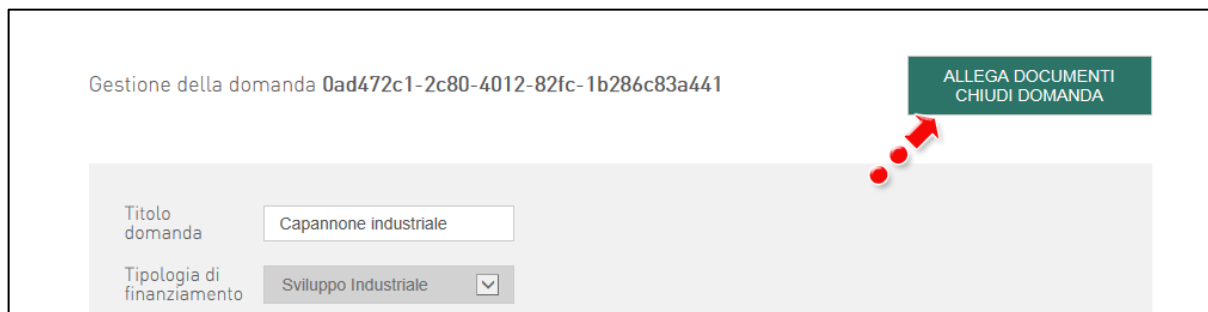 Gestione della domanda 0ad472c1-2c80-4012-82fc-1b286c83a441
ALLEGA DOCUMENTI
CHIUDI DOMANDA
Titolo
domanda
Capannone industriale
Tipologia di
finanziamento
Sviluppo Industriale